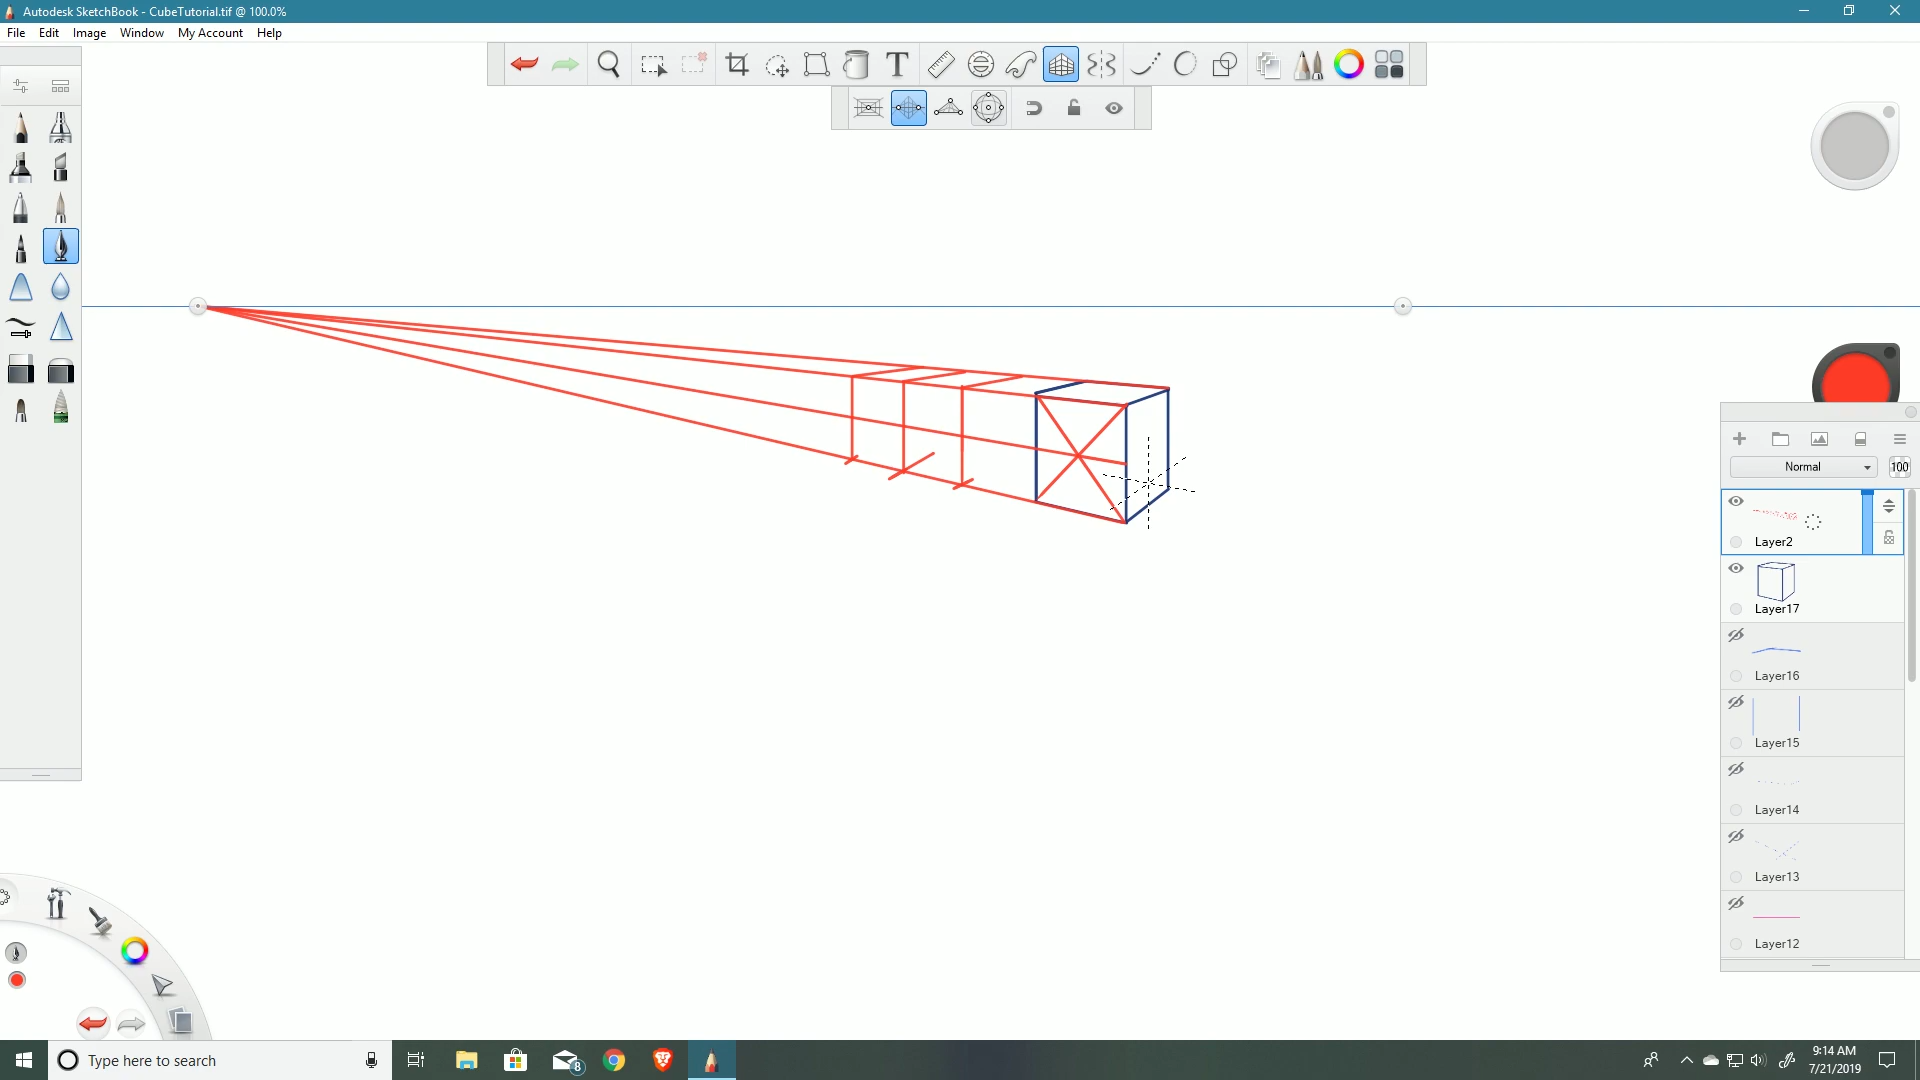 Autodesk SketchBook - CubeTutorial.tif @ 100.0%
File Edit Image Window My Account Help
T
Normal 100
Layer2
Layer17
Layer16
Layer15
Layer14
Layer13
Layer12
Type here to search
8
9:14 AM
7/21/2019